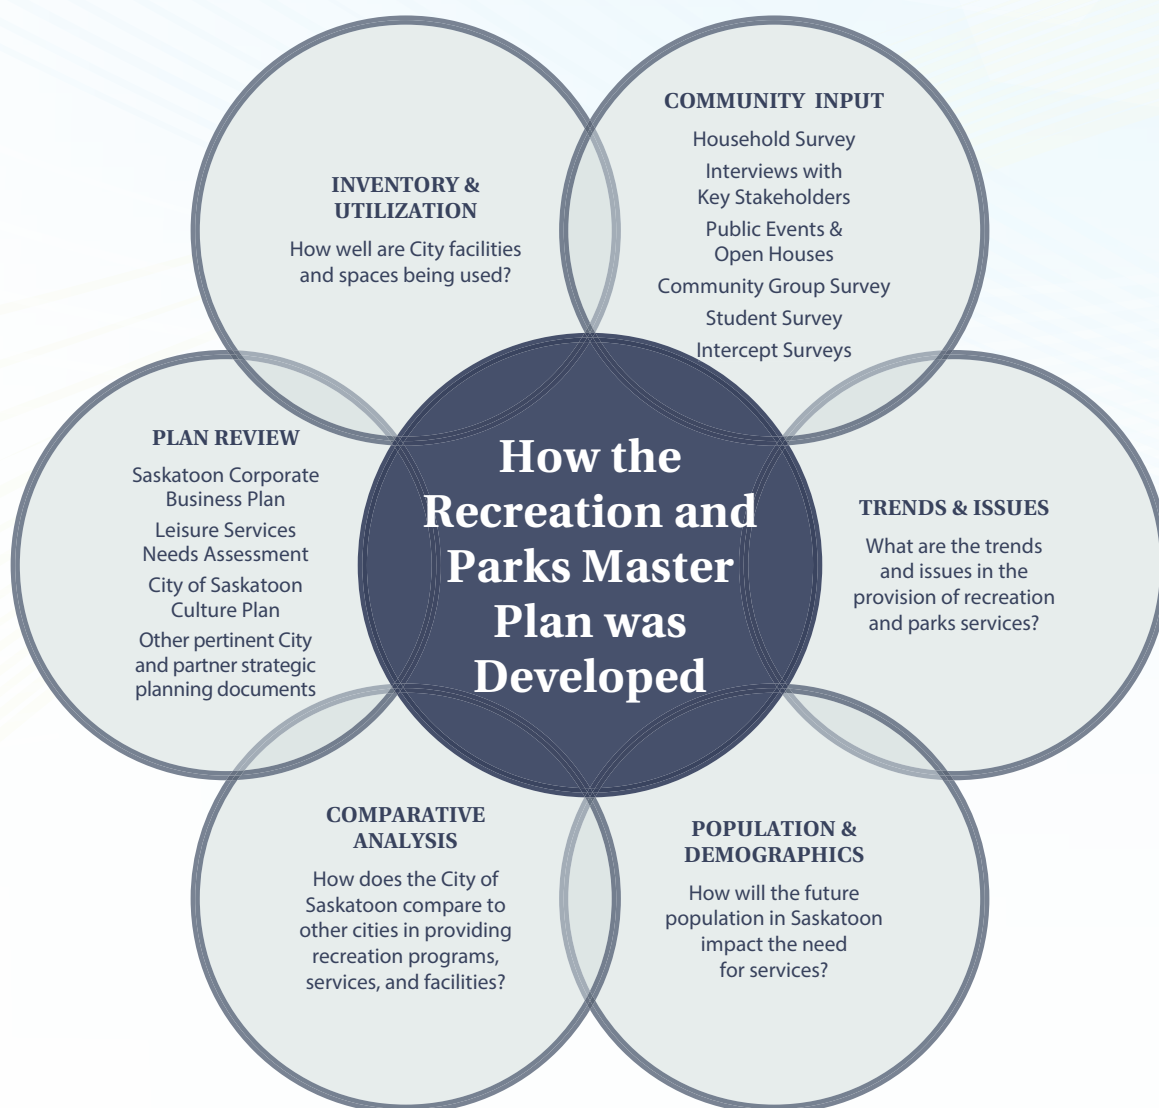 INVENTORY &
UTILIZATION
How well are City facilities
and spaces being used?
COMMUNITY INPUT
Household Survey
Interviews with
Key Stakeholders
Public Events &
Open Houses
Community Group Survey
Student Survey
Intercept Surveys
PLAN REVIEW
Saskatoon Corporate
Business Plan
Leisure Services
Needs Assessment
City of Saskatoon
Culture Plan
Other pertinent City
and partner strategic
planning documents
How the
Recreation and
Parks Master
Plan was
Developed
TRENDS & ISSUES
What are the trends
and issues in the
provision of recreation
and parks services?
COMPARATIVE
ANALYSIS
How does the City of
Saskatoon compare to
other cities in providing
recreation programs,
services, and facilities?
POPULATION &
DEMOGRAPHICS
How will the future
population in Saskatoon
impact the need
for services?